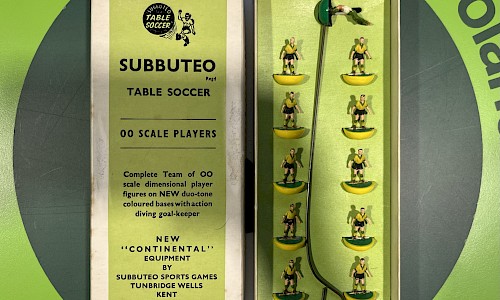 SUBBUTEO
TABLE
SOCCER
SUBBUTEO
Regd
TABLE SOCCER
OO SCALE PLAYERS
Complete Team of OO
scale dimensional player
figures on NEW duo-tone
coloured bases with action
diving goal-keeper
NEW
"CONTINENTAL"
EQUIPMENT
BY
SUBBUTEO SPORTS GAMES
TUNBRIDGE WELLS
KENT